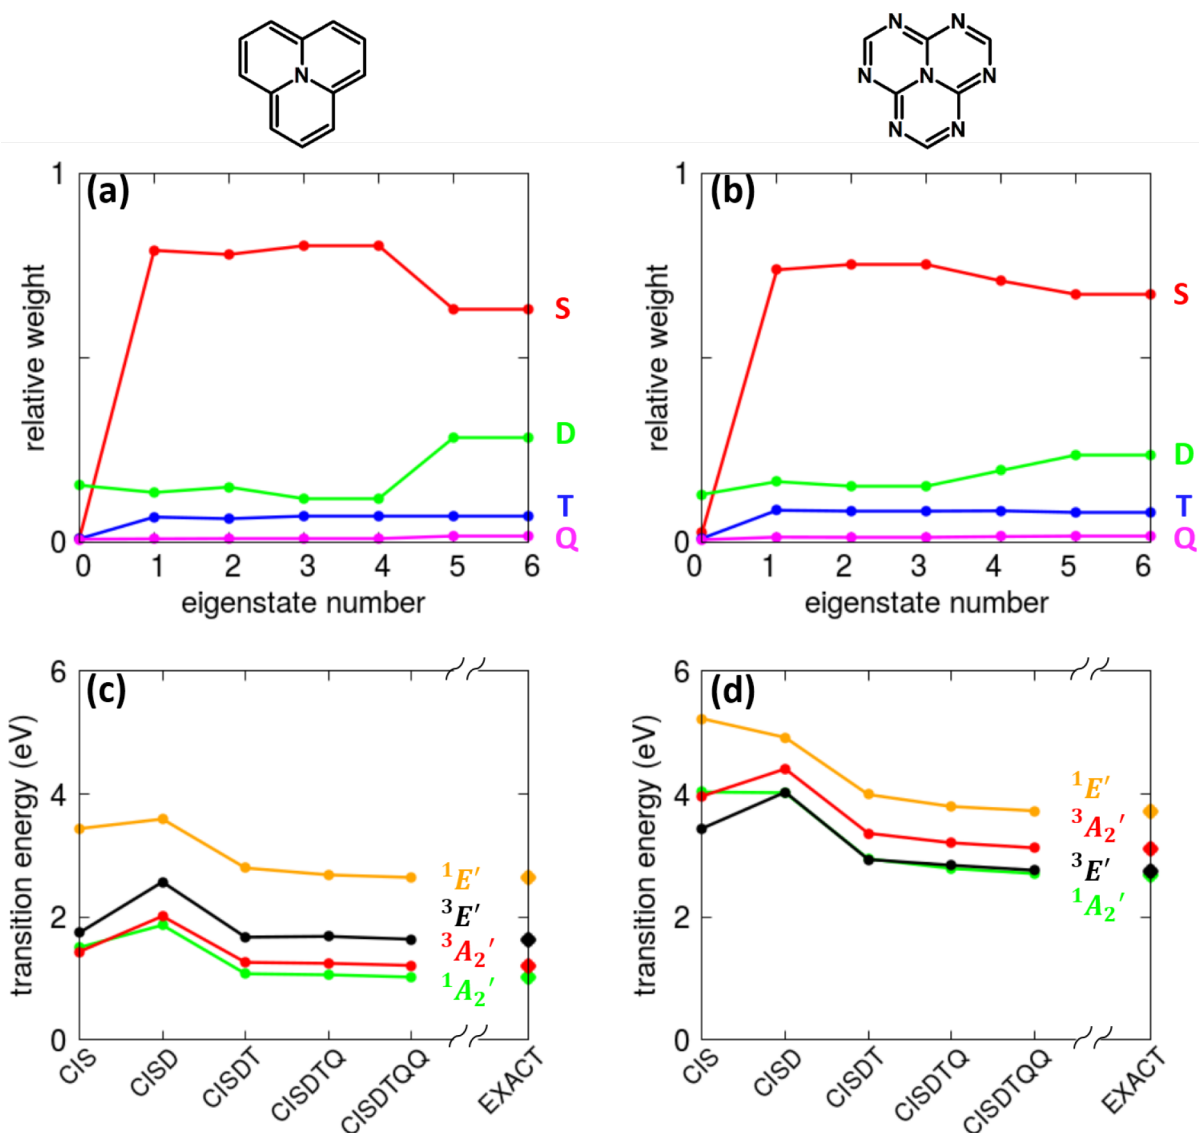 N
N N
N N N
N N
(a)
1
0
relative weight
0 1 2 3 4 5 6
eigenstate number
S
D
T
Q
(b)
1
0
relative weight
0 1 2 3 4 5 6
eigenstate number
S
D
T
Q
(c)
6
4
2
0
transition energy (eV)
¹E′
³E′
³A₂′
¹A₂′
CIS CISD CISDT CISDTQ CISDTQQ EXACT
(d)
6
4
2
0
transition energy (eV)
¹E′
³A₂′
³E′
¹A₂′
CIS CISD CISDT CISDTQ CISDTQQ EXACT